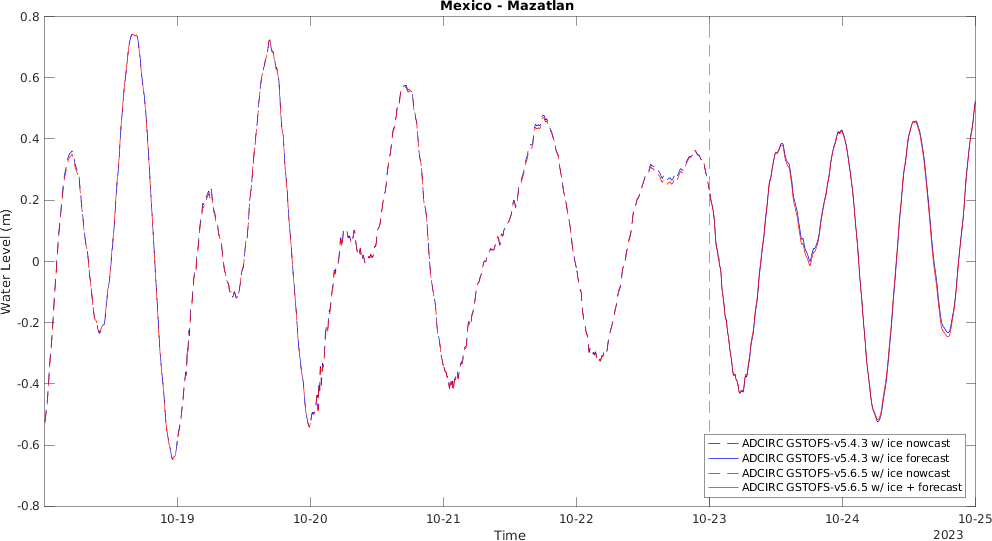 Mexico - Mazatlan
0.8
0.6
0.4
0.2
0
-0.2
-0.4
-0.6
-0.8
Water Level (m)
ADCIRC GSTOFS-v5.4.3 w/ ice nowcast
ADCIRC GSTOFS-v5.4.3 w/ ice forecast
ADCIRC GSTOFS-v5.6.5 w/ ice nowcast
ADCIRC GSTOFS-v5.6.5 w/ ice + forecast
10-19 10-20 10-21 10-22 10-23 10-24 10-25
Time
2023